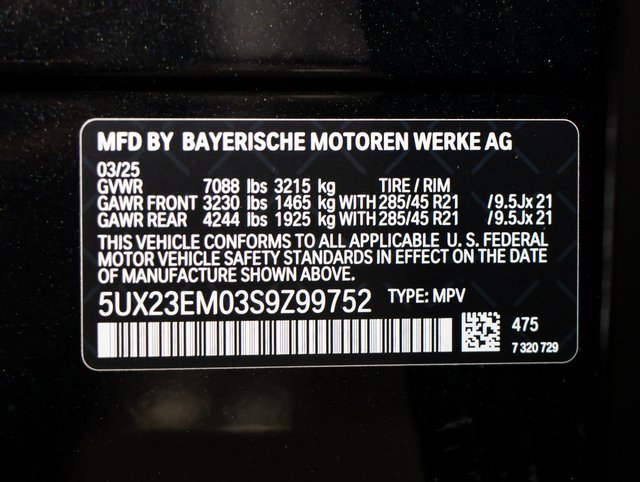 MFD BY BAYERISCHE MOTOREN WERKE AG
03/25
GVWR 7088 lbs 3215 kg TIRE / RIM
GAWR FRONT 3230 lbs 1465 kg WITH 285/45 R21 / 9.5Jx 21
GAWR REAR 4244 lbs 1925 kg WITH 285/45 R21 / 9.5Jx 21
THIS VEHICLE CONFORMS TO ALL APPLICABLE U. S. FEDERAL
MOTOR VEHICLE SAFETY STANDARDS IN EFFECT ON THE DATE
OF MANUFACTURE SHOWN ABOVE.
5UX23EM03S9Z99752 TYPE: MPV
475
7 320 729